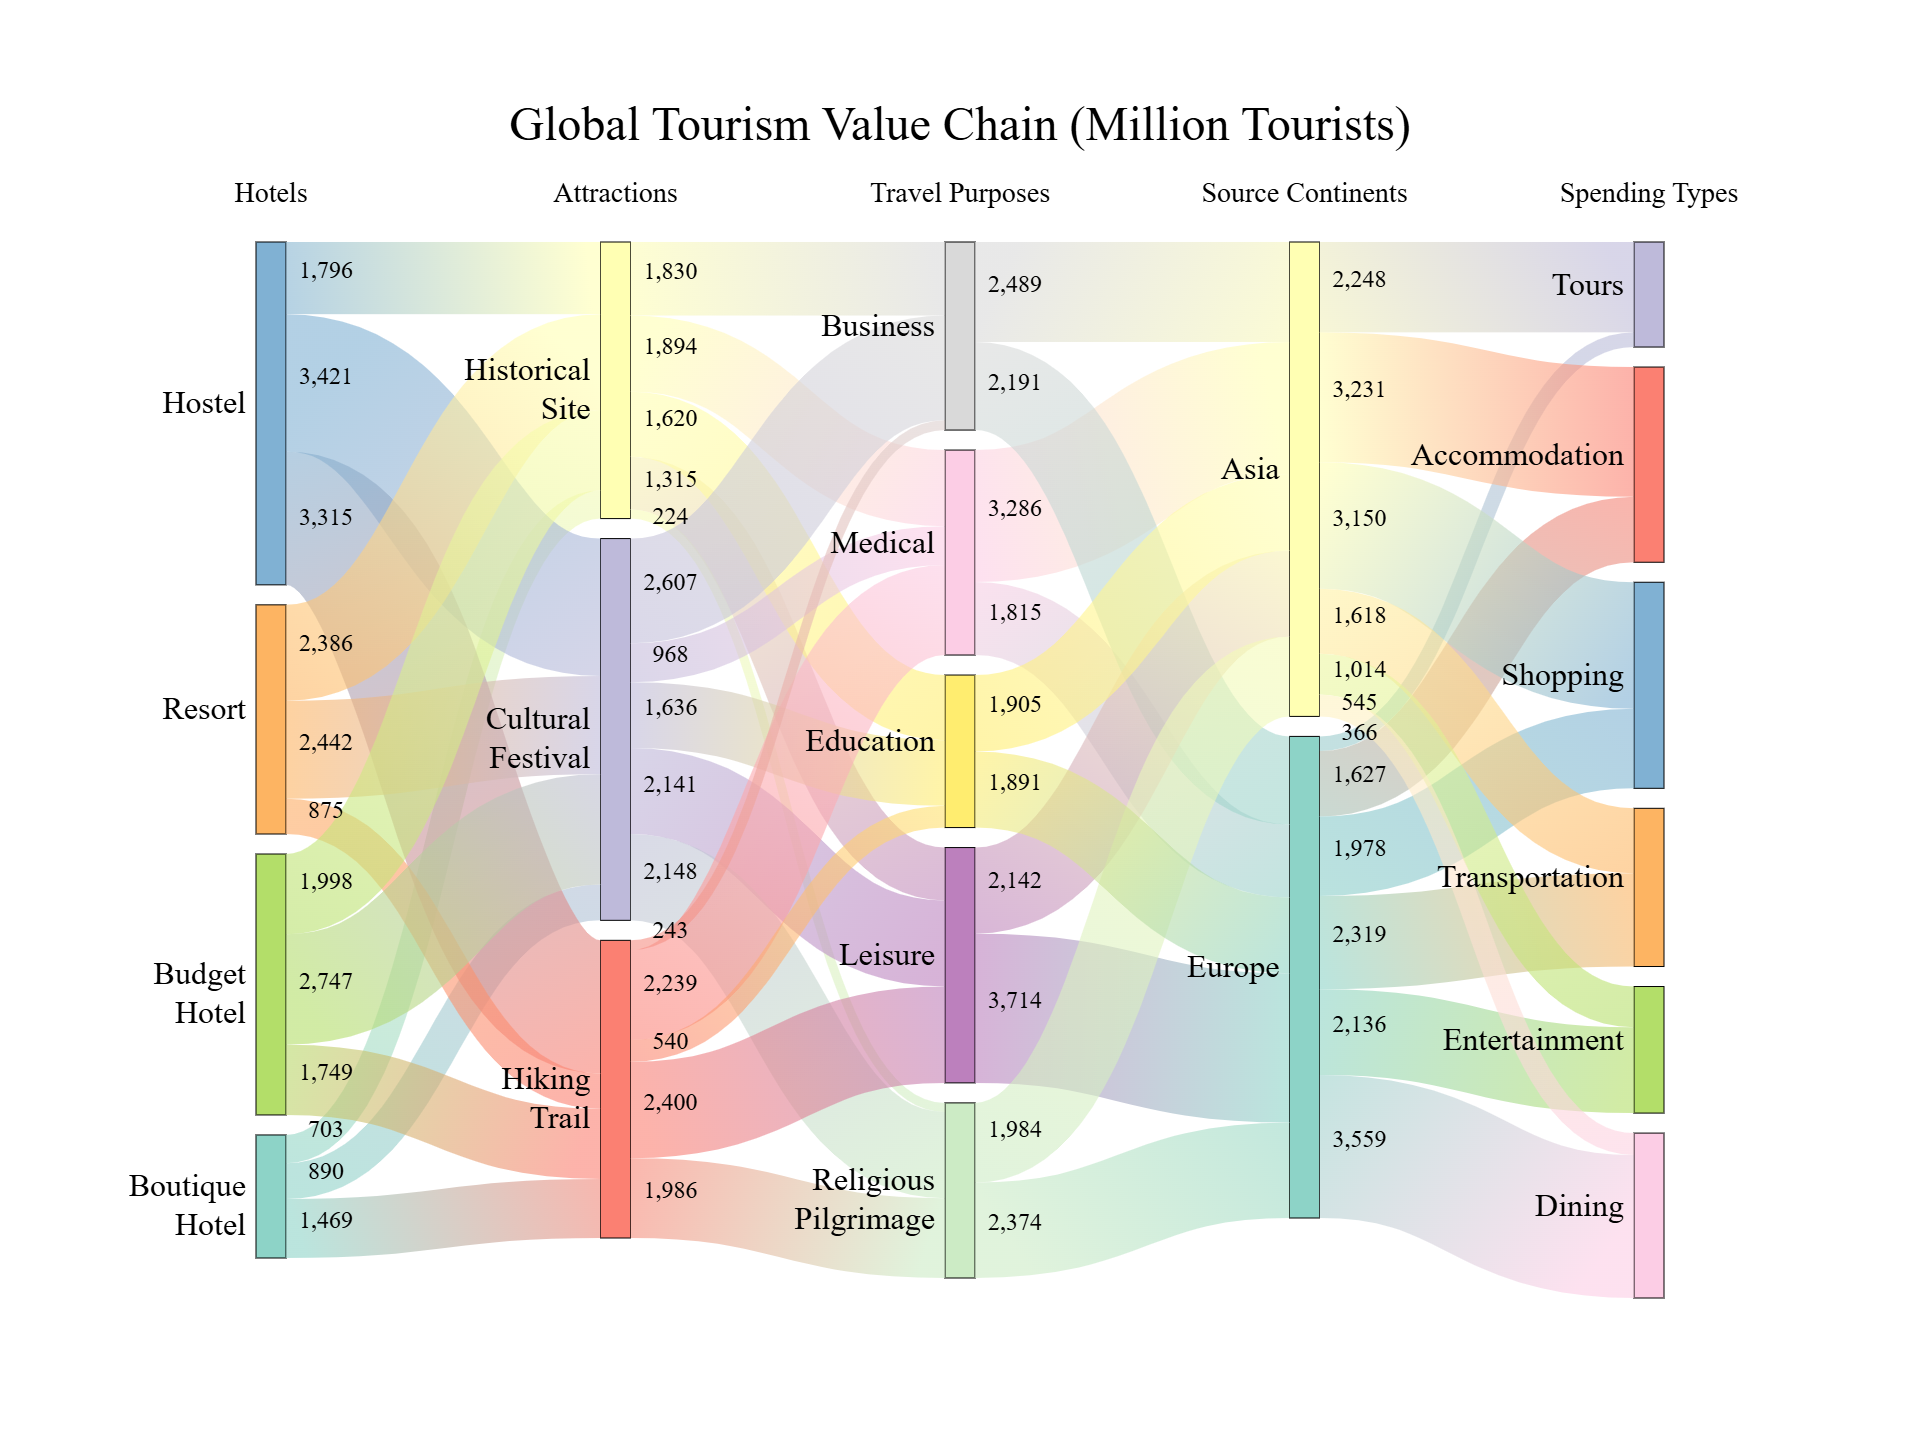 Global Tourism Value Chain (Million Tourists)
Hotels
Attractions
Travel Purposes
Source Continents
Spending Types
Hostel
1,796
3,421
3,315
Resort
2,386
2,442
875
Budget
Hotel
1,998
2,747
1,749
Boutique
Hotel
703
890
1,469
Historical
Site
1,830
1,894
1,620
1,315
224
Cultural
Festival
2,607
968
1,636
2,141
2,148
Hiking
Trail
243
2,239
540
2,400
1,986
Business
2,489
2,191
Medical
3,286
1,815
Education
1,905
1,891
Leisure
2,142
3,714
Religious
Pilgrimage
1,984
2,374
Asia
2,248
3,231
3,150
1,618
1,014
545
Europe
366
1,627
1,978
2,319
2,136
3,559
Tours
Accommodation
Shopping
Transportation
Entertainment
Dining